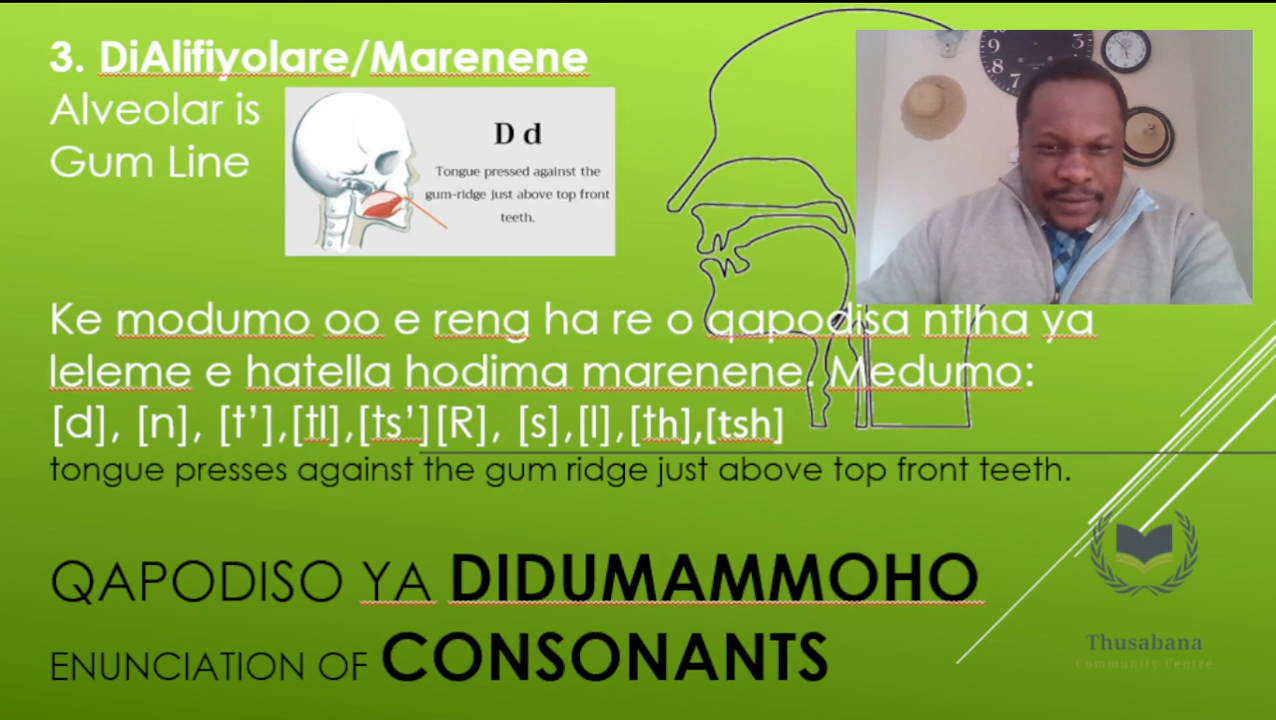 3. DiAlifiyolare/Marenene
Alveolar is
Gum Line
D d
Tongue pressed against the
gum-ridge just above top front
teeth.
Ke modumo oo e reng ha re o qapodisa ntlha ya
leleme e hatella hodima marenene. Medumo:
[d], [n], [t’],[tl],[ts’][R], [s],[l],[th],[tsh]
tongue presses against the gum ridge just above top front teeth.
QAPODISO YA DIDUMAMMOHO
ENUNCIATION OF CONSONANTS
Thusabana
Community Centre